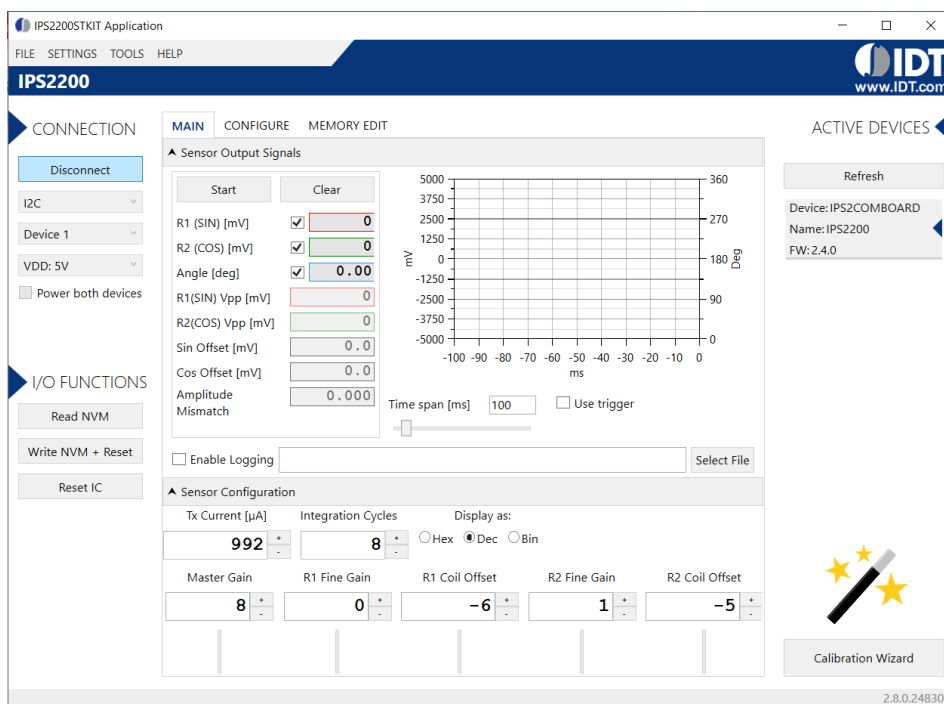 IPS2200STKIT Application
FILE SETTINGS TOOLS HELP
IPS2200
IDT
www.IDT.com
CONNECTION
Disconnect
I2C
Device 1
VDD: 5V
Power both devices
I/O FUNCTIONS
Read NVM
Write NVM + Reset
Reset IC
MAIN CONFIGURE MEMORY EDIT
Sensor Output Signals
Start Clear
R1 (SIN) [mV] 0
R2 (COS) [mV] 0
Angle [deg] 0.00
R1(SIN) Vpp [mV] 0
R2(COS) Vpp [mV] 0
Sin Offset [mV] 0.0
Cos Offset [mV] 0.0
Amplitude
Mismatch 0.000
5000 360
3750
2500 270
1250
mV 0 180 Deg
-1250
-2500 90
-3750
-5000 0
-100 -90 -80 -70 -60 -50 -40 -30 -20 -10 0
ms
Time span [ms] 100 Use trigger
Enable Logging Select File
Sensor Configuration
Tx Current [µA] Integration Cycles Display as:
992 + - 8 + - Hex Dec Bin
Master Gain R1 Fine Gain R1 Coil Offset R2 Fine Gain R2 Coil Offset
8 + - 0 + - -6 + - 1 + - -5 + -
ACTIVE DEVICES
Refresh
Device: IPS2COMBOARD
Name: IPS2200
FW: 2.4.0
Calibration Wizard
2.8.0.24830